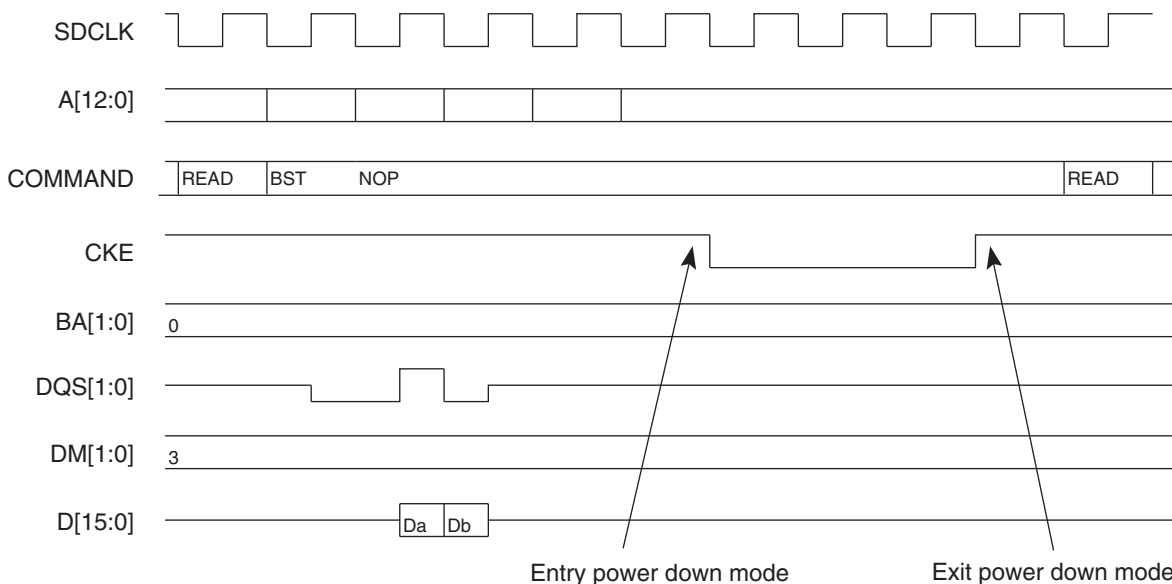 SDCLK
A[12:0]
COMMAND READ BST NOP READ
CKE
BA[1:0] 0
DQS[1:0]
DM[1:0] 3
D[15:0] Da Db
Entry power down mode Exit power down mode